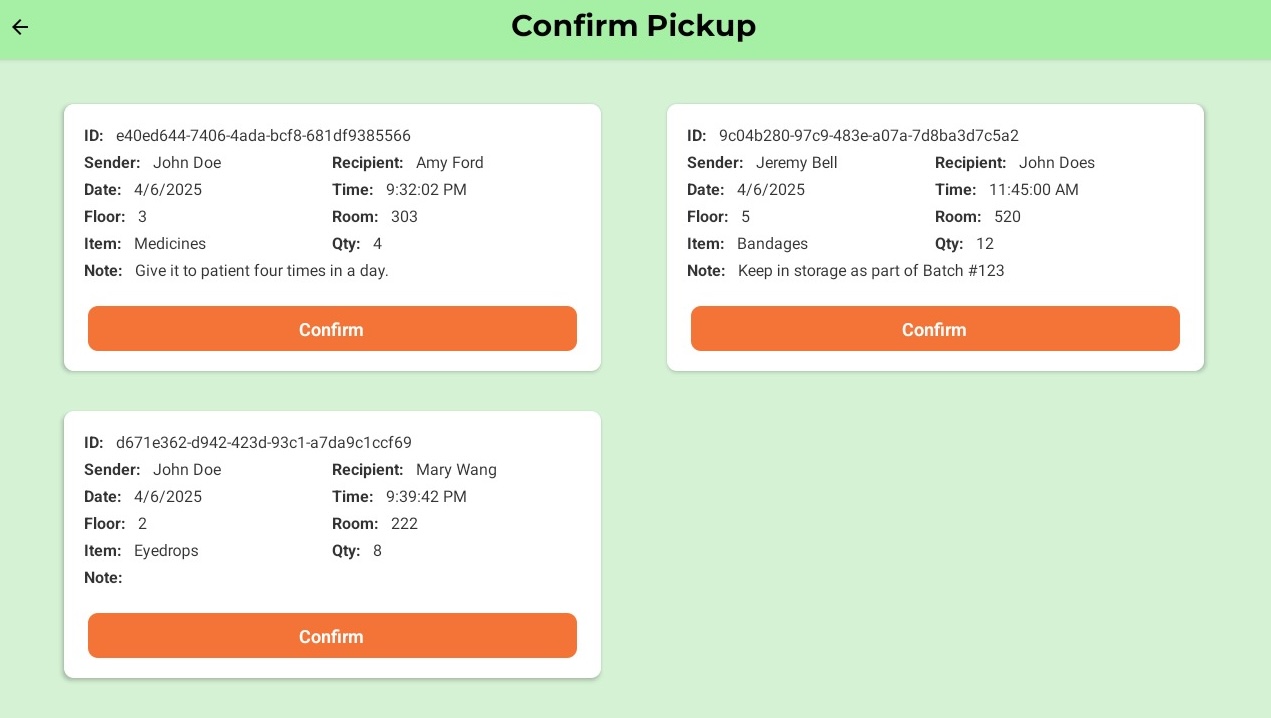 Confirm Pickup
ID: e40ed644-7406-4ada-bcf8-681df9385566
Sender: John Doe Recipient: Amy Ford
Date: 4/6/2025 Time: 9:32:02 PM
Floor: 3 Room: 303
Item: Medicines Qty: 4
Note: Give it to patient four times in a day.
Confirm
ID: 9c04b280-97c9-483e-a07a-7d8ba3d7c5a2
Sender: Jeremy Bell Recipient: John Does
Date: 4/6/2025 Time: 11:45:00 AM
Floor: 5 Room: 520
Item: Bandages Qty: 12
Note: Keep in storage as part of Batch #123
Confirm
ID: d671e362-d942-423d-93c1-a7da9c1ccf69
Sender: John Doe Recipient: Mary Wang
Date: 4/6/2025 Time: 9:39:42 PM
Floor: 2 Room: 222
Item: Eyedrops Qty: 8
Note:
Confirm